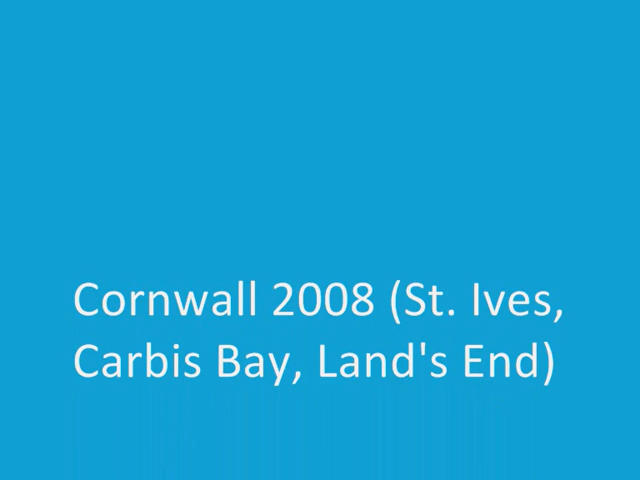 Cornwall 2008 (St. Ives,
Carbis Bay, Land's End)